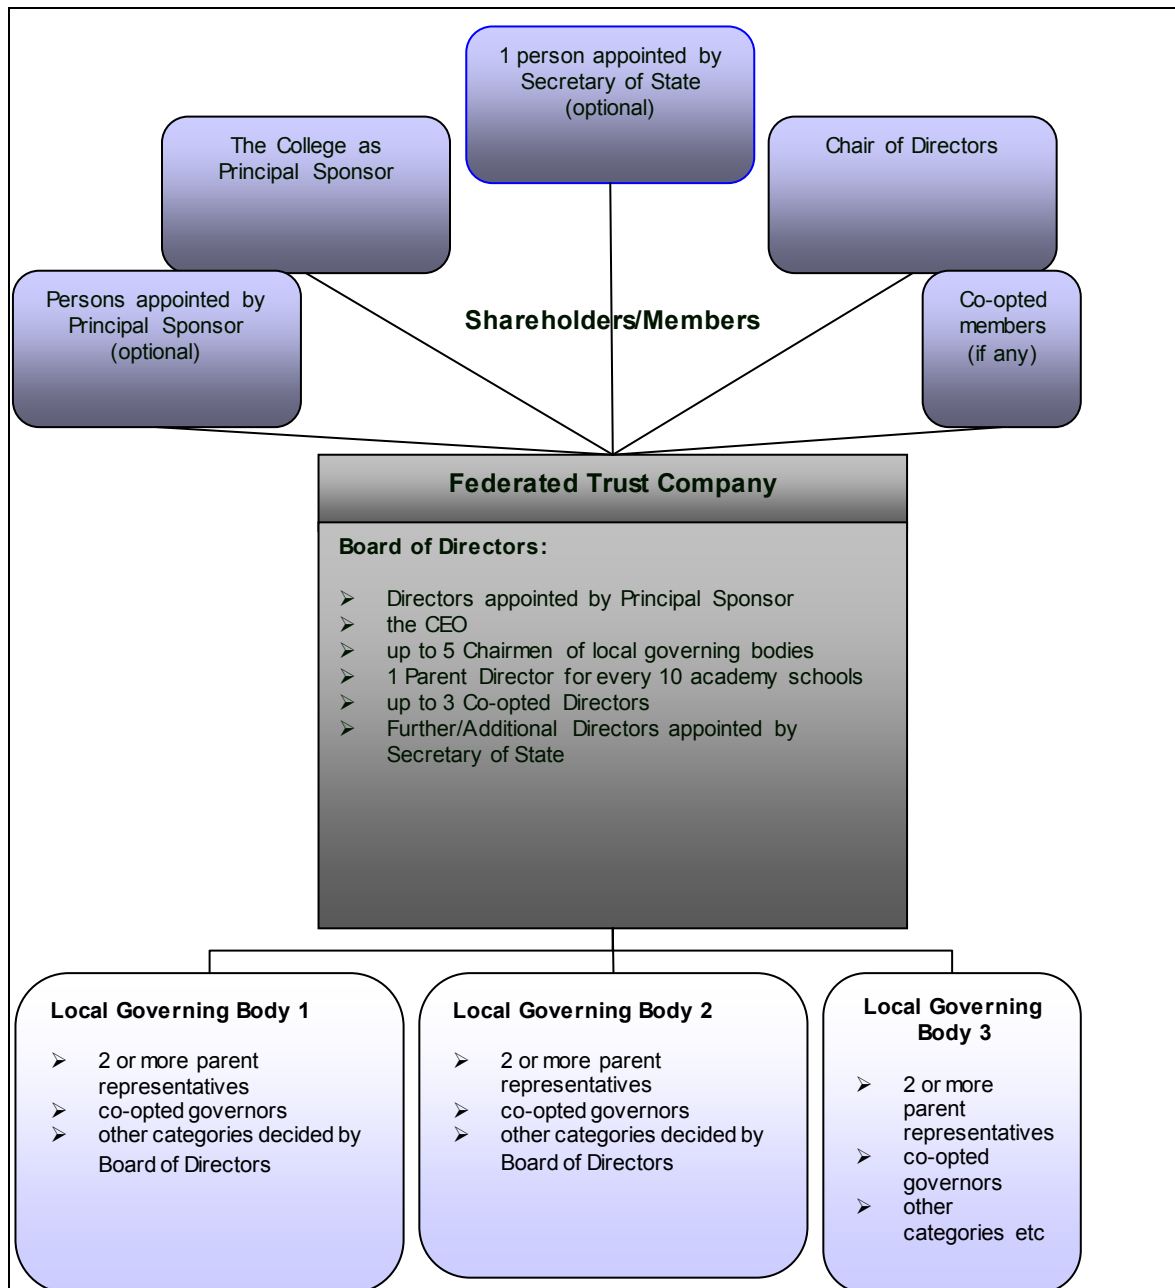 1 person appointed by
Secretary of State
(optional)
The College as
Principal Sponsor
Chair of Directors
Persons appointed by
Principal Sponsor
(optional)
Shareholders/Members
Co-opted
members
(if any)
Federated Trust Company
Board of Directors:
➢ Directors appointed by Principal Sponsor
➢ the CEO
➢ up to 5 Chairmen of local governing bodies
➢ 1 Parent Director for every 10 academy schools
➢ up to 3 Co-opted Directors
➢ Further/Additional Directors appointed by
Secretary of State
Local Governing Body 1
➢ 2 or more parent
representatives
➢ co-opted governors
➢ other categories decided by
Board of Directors
Local Governing Body 2
➢ 2 or more parent
representatives
➢ co-opted governors
➢ other categories decided by
Board of Directors
Local Governing
Body 3
➢ 2 or more
parent
representatives
➢ co-opted
governors
➢ other
categories etc